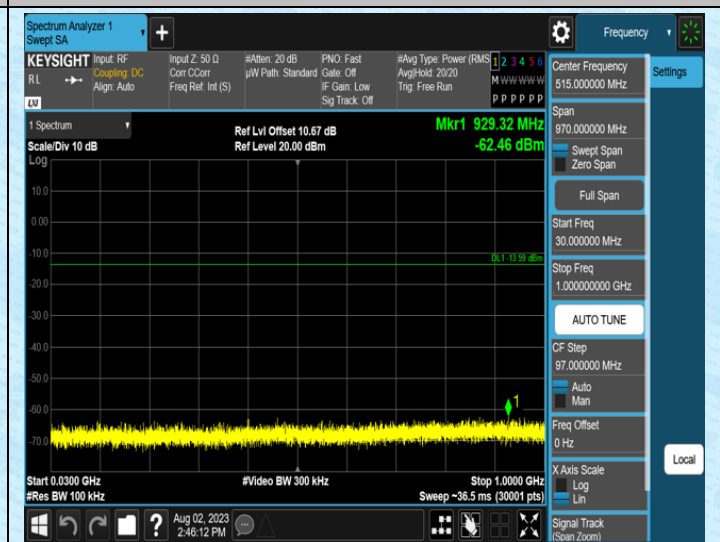 Spectrum Analyzer 1
Swept SA
+
Frequency
KEYSIGHT
RL
LXI
Input: RF
Coupling: DC
Align: Auto
Input Z: 50 Ω
Corr CCorr
Freq Ref: Int (S)
#Atten: 20 dB
µW Path: Standard
PNO: Fast
Gate: Off
IF Gain: Low
Sig Track: Off
#Avg Type: Power (RMS
Avg|Hold: 20/20
Trig: Free Run
1 2 3 4 5 6
M W W W W W
P P P P P P
Settings
1 Spectrum
Scale/Div 10 dB
Log
Ref Lvl Offset 10.67 dB
Ref Level 20.00 dBm
Mkr1 929.32 MHz
-62.46 dBm
10.0
0.00
-10.0
DL1 -13.59 dBm
-20.0
-30.0
-40.0
-50.0
-60.0
1
-70.0
Start 0.0300 GHz
#Res BW 100 kHz
#Video BW 300 kHz
Stop 1.0000 GHz
Sweep ~36.5 ms (30001 pts)
Center Frequency
515.000000 MHz
Span
970.000000 MHz
Swept Span
Zero Span
Full Span
Start Freq
30.000000 MHz
Stop Freq
1.000000000 GHz
AUTO TUNE
CF Step
97.000000 MHz
Auto
Man
Freq Offset
0 Hz
X Axis Scale
Log
Lin
Signal Track
(Span Zoom)
Local
?
Aug 02, 2023
2:46:12 PM